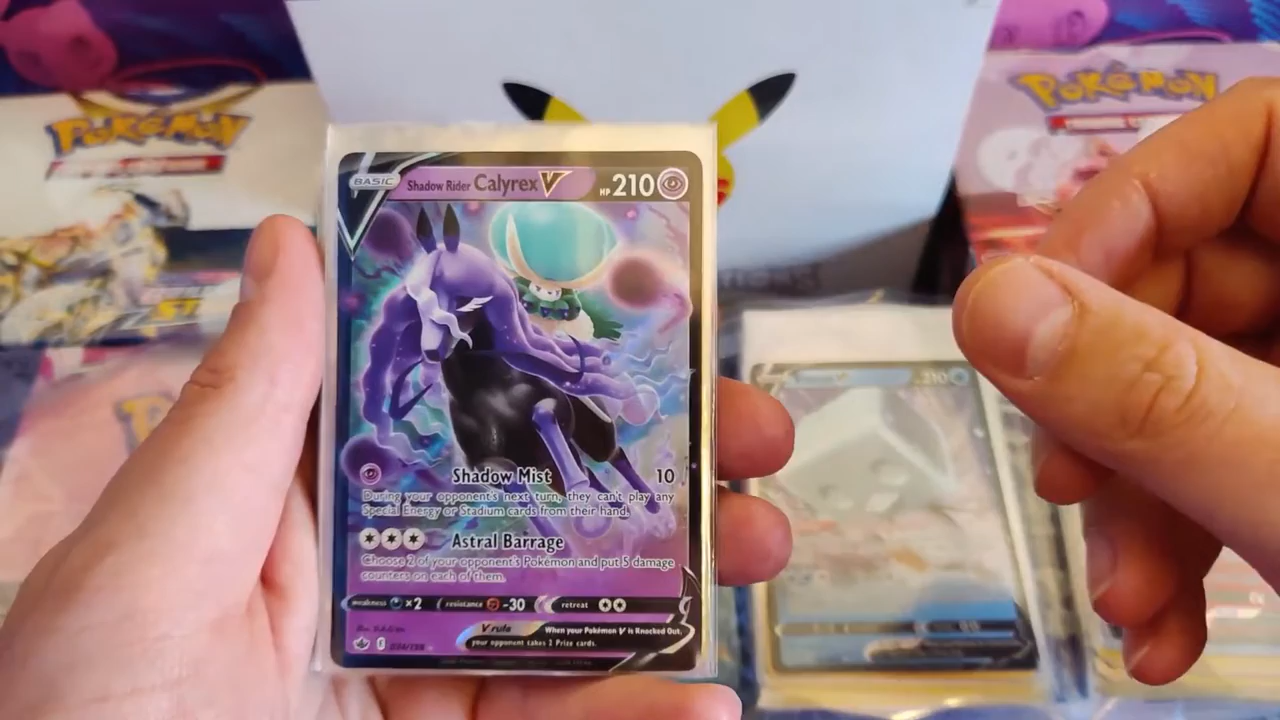 POKÉMON
POKÉMON
BASIC
Shadow Rider Calyrex V
HP 210
Shadow Mist 10
During your opponent's next turn, they can't play any
Special Energy or Stadium cards from their hand.
Astral Barrage
Choose 2 of your opponent's Pokémon and put 5 damage
counters on each of them.
weakness ×2 resistance -30 retreat
V rule When your Pokémon V is Knocked Out,
your opponent takes 2 Prize cards.
210